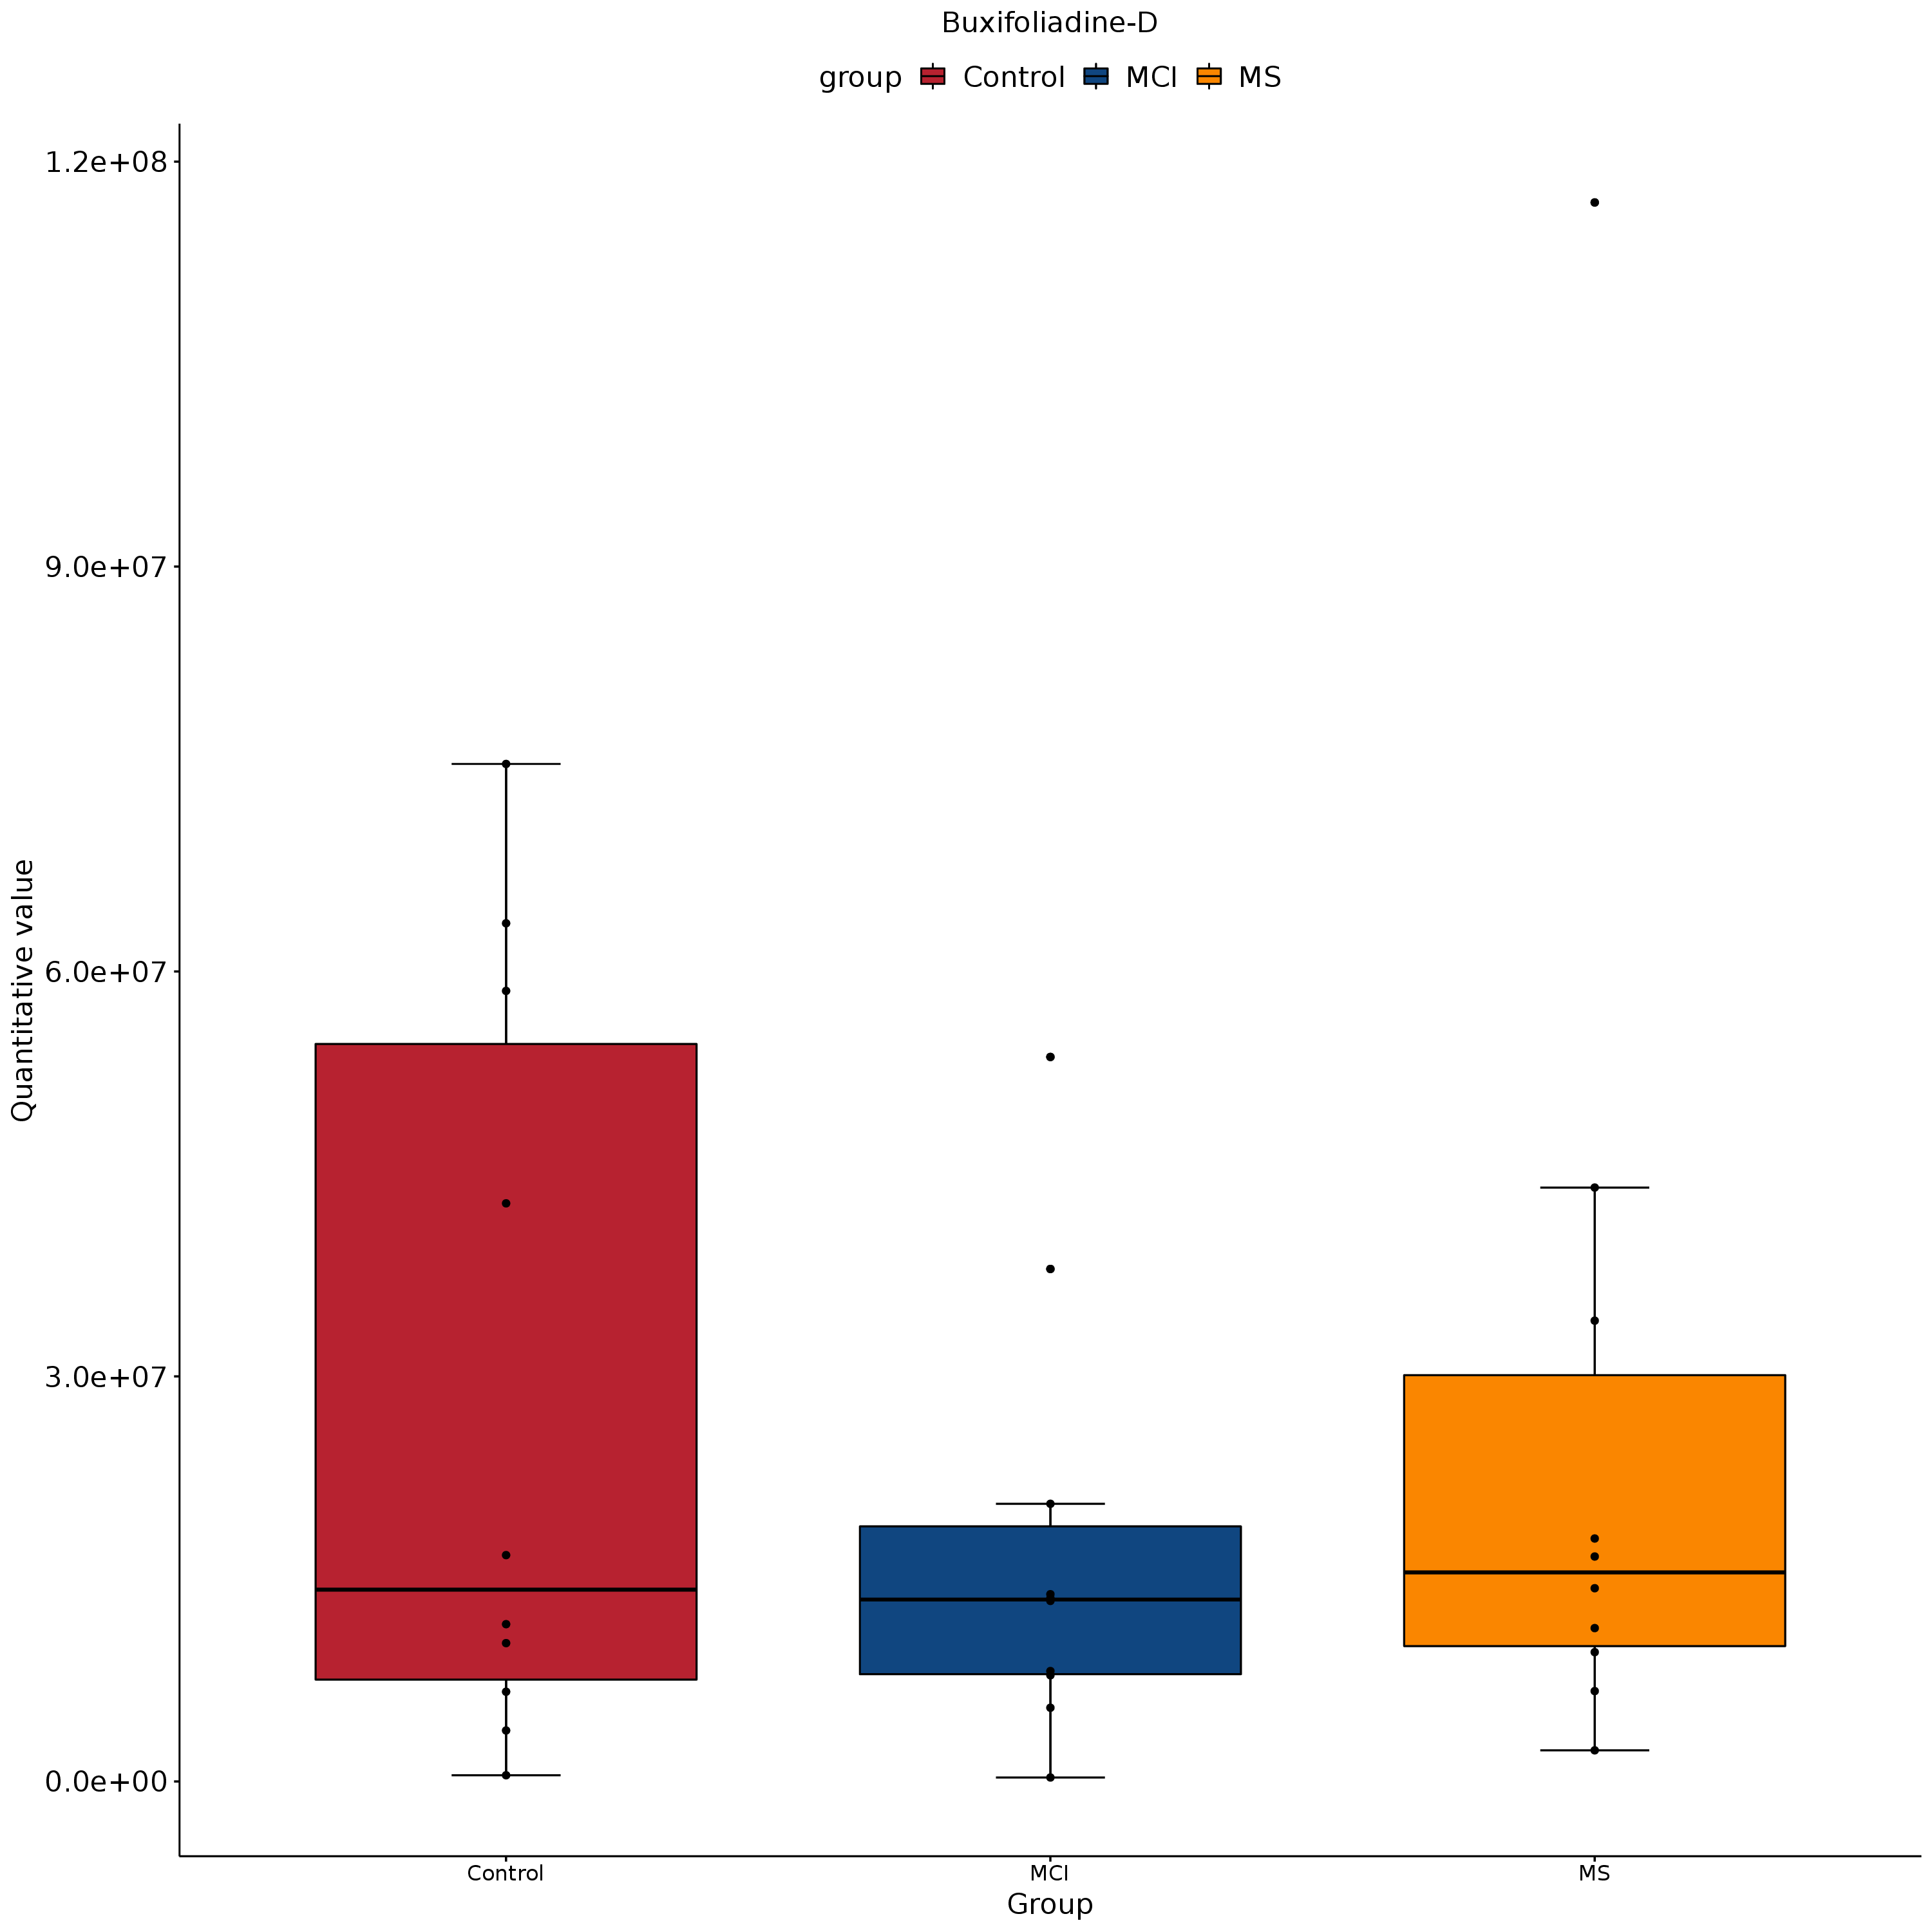 Buxifoliadine-D
group Control MCI MS
1.2e+08
9.0e+07
6.0e+07
3.0e+07
0.0e+00
Quantitative value
Control MCI MS
Group